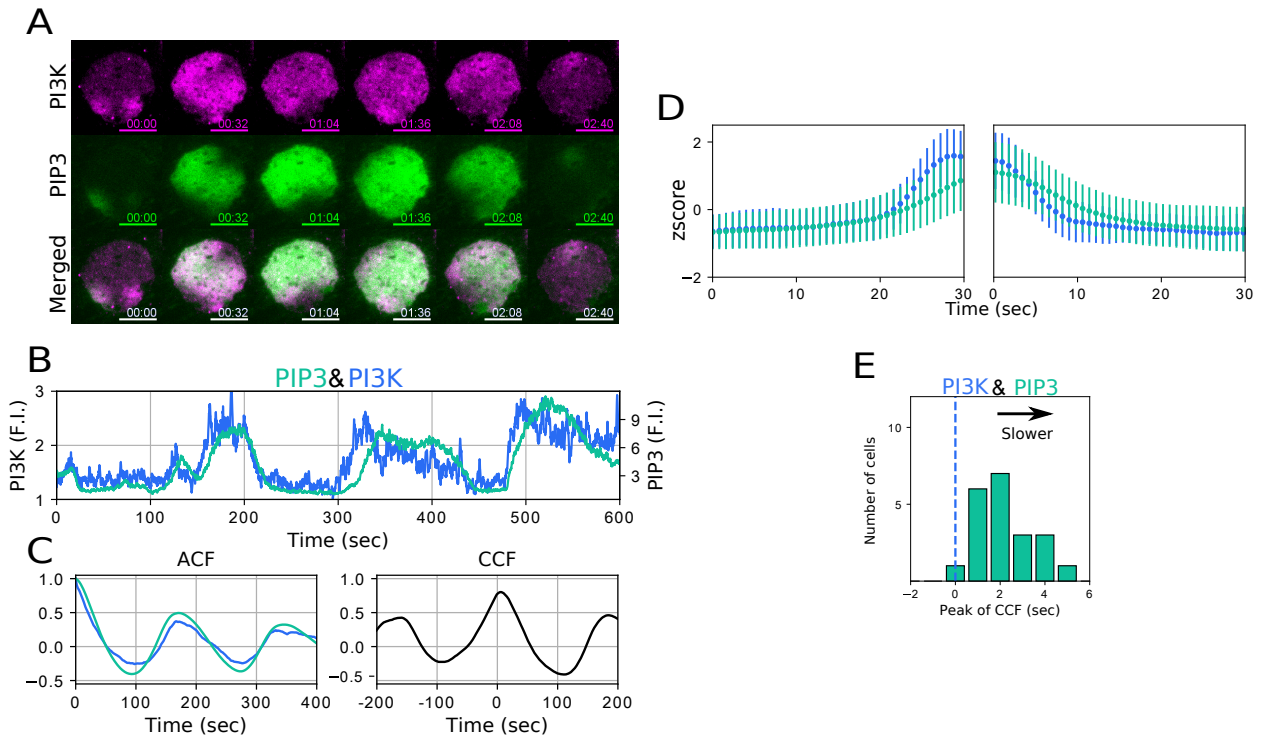 A
PI3K
00:00 00:32 01:04 01:36 02:08 02:40
PIP3
00:00 00:32 01:04 01:36 02:08 02:40
Merged
00:00 00:32 01:04 01:36 02:08 02:40
B
PIP3&PI3K
PI3K (F.I.)
3
2
1
9
6
3
PIP3 (F.I.)
0 100 200 300 400 500 600
Time (sec)
C
ACF
1.0
0.5
0.0
−0.5
0 100 200 300 400
Time (sec)
CCF
1.0
0.5
0.0
−0.5
-200 -100 0 100 200
Time (sec)
D
zscore
2
0
−2
0 10 20 30
0 10 20 30
Time (sec)
E
PI3K & PIP3
Slower
Number of cells
10
5
−2 0 2 4 6
Peak of CCF (sec)